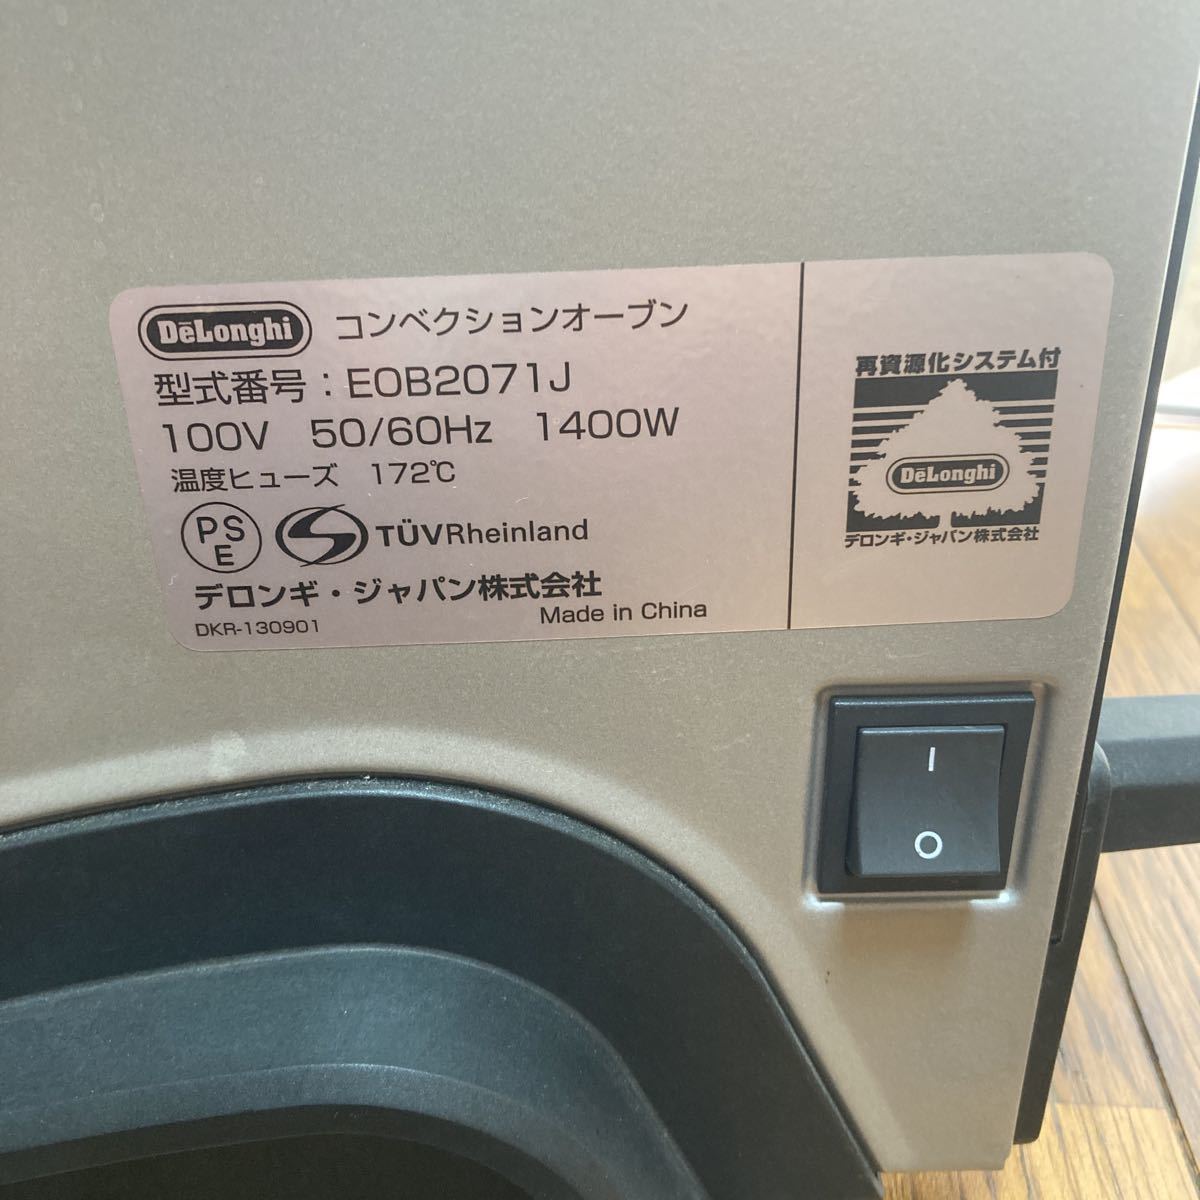 DeLonghi コンベクションオーブン
型式番号：EOB2071J
100V 50/60Hz 1400W
温度ヒューズ 172℃
PS
E
TÜVRheinland
デロンギ・ジャパン株式会社
DKR-130901 Made in China
再資源化システム付
DeLonghi
デロンギ・ジャパン株式会社
I
O